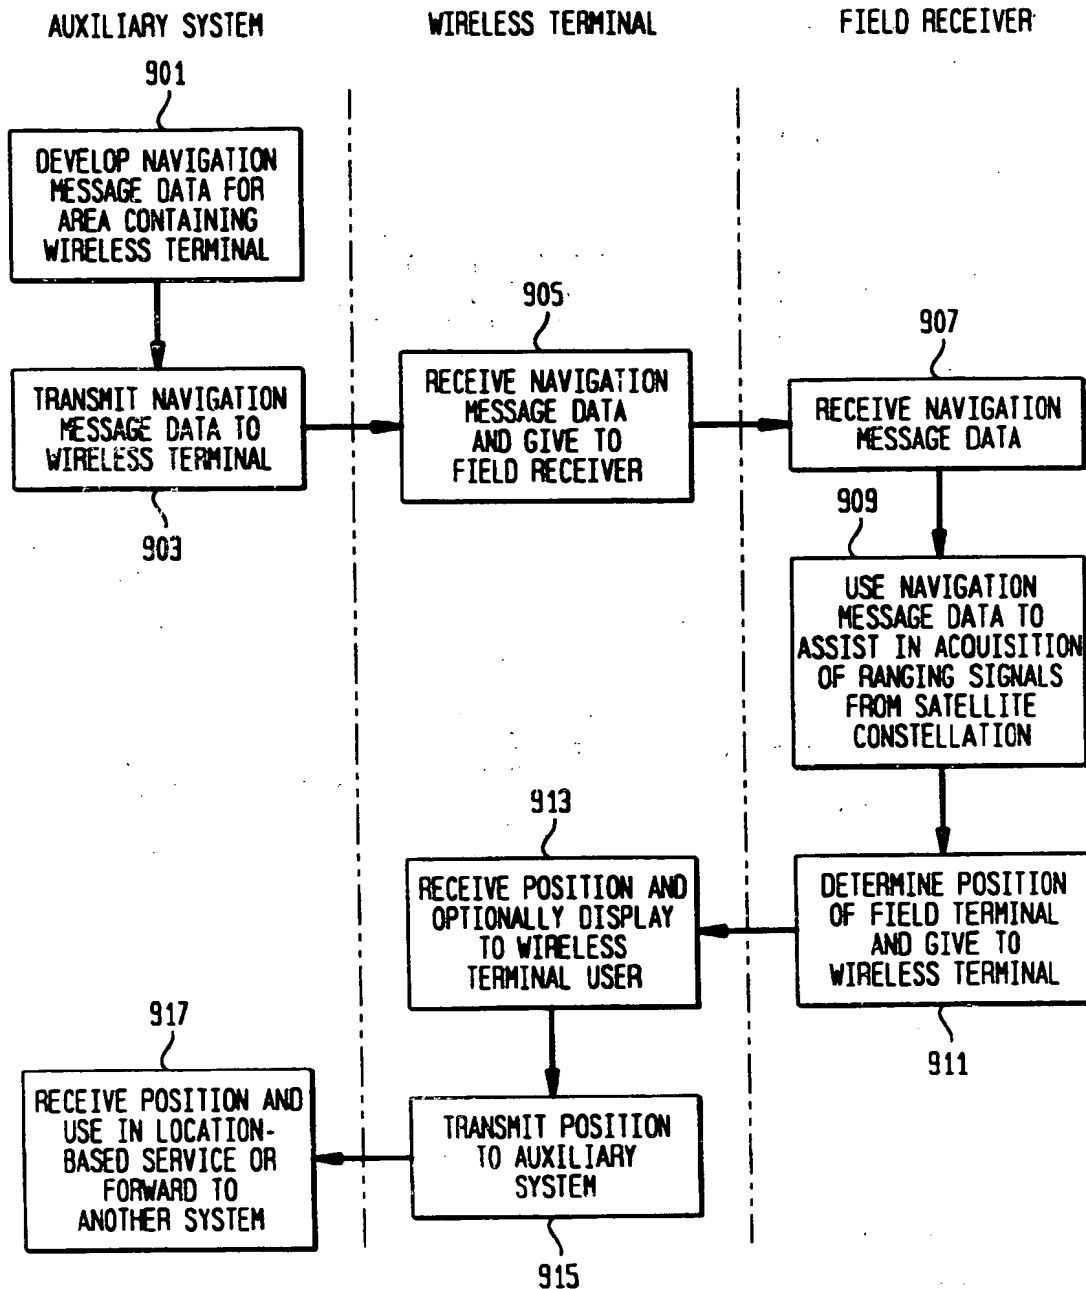 AUXILIARY SYSTEM
WIRELESS TERMINAL
FIELD RECEIVER
901
DEVELOP NAVIGATION
MESSAGE DATA FOR
AREA CONTAINING
WIRELESS TERMINAL
905
907
TRANSMIT NAVIGATION
MESSAGE DATA TO
WIRELESS TERMINAL
903
RECEIVE NAVIGATION
MESSAGE DATA
AND GIVE TO
FIELD RECEIVER
RECEIVE NAVIGATION
MESSAGE DATA
909
USE NAVIGATION
MESSAGE DATA TO
ASSIST IN ACQUISITION
OF RANGING SIGNALS
FROM SATELLITE
CONSTELLATION
913
RECEIVE POSITION AND
OPTIONALLY DISPLAY
TO WIRELESS
TERMINAL USER
DETERMINE POSITION
OF FIELD TERMINAL
AND GIVE TO
WIRELESS TERMINAL
911
917
RECEIVE POSITION AND
USE IN LOCATION-
BASED SERVICE OR
FORWARD TO
ANOTHER SYSTEM
TRANSMIT POSITION
TO AUXILIARY
SYSTEM
915